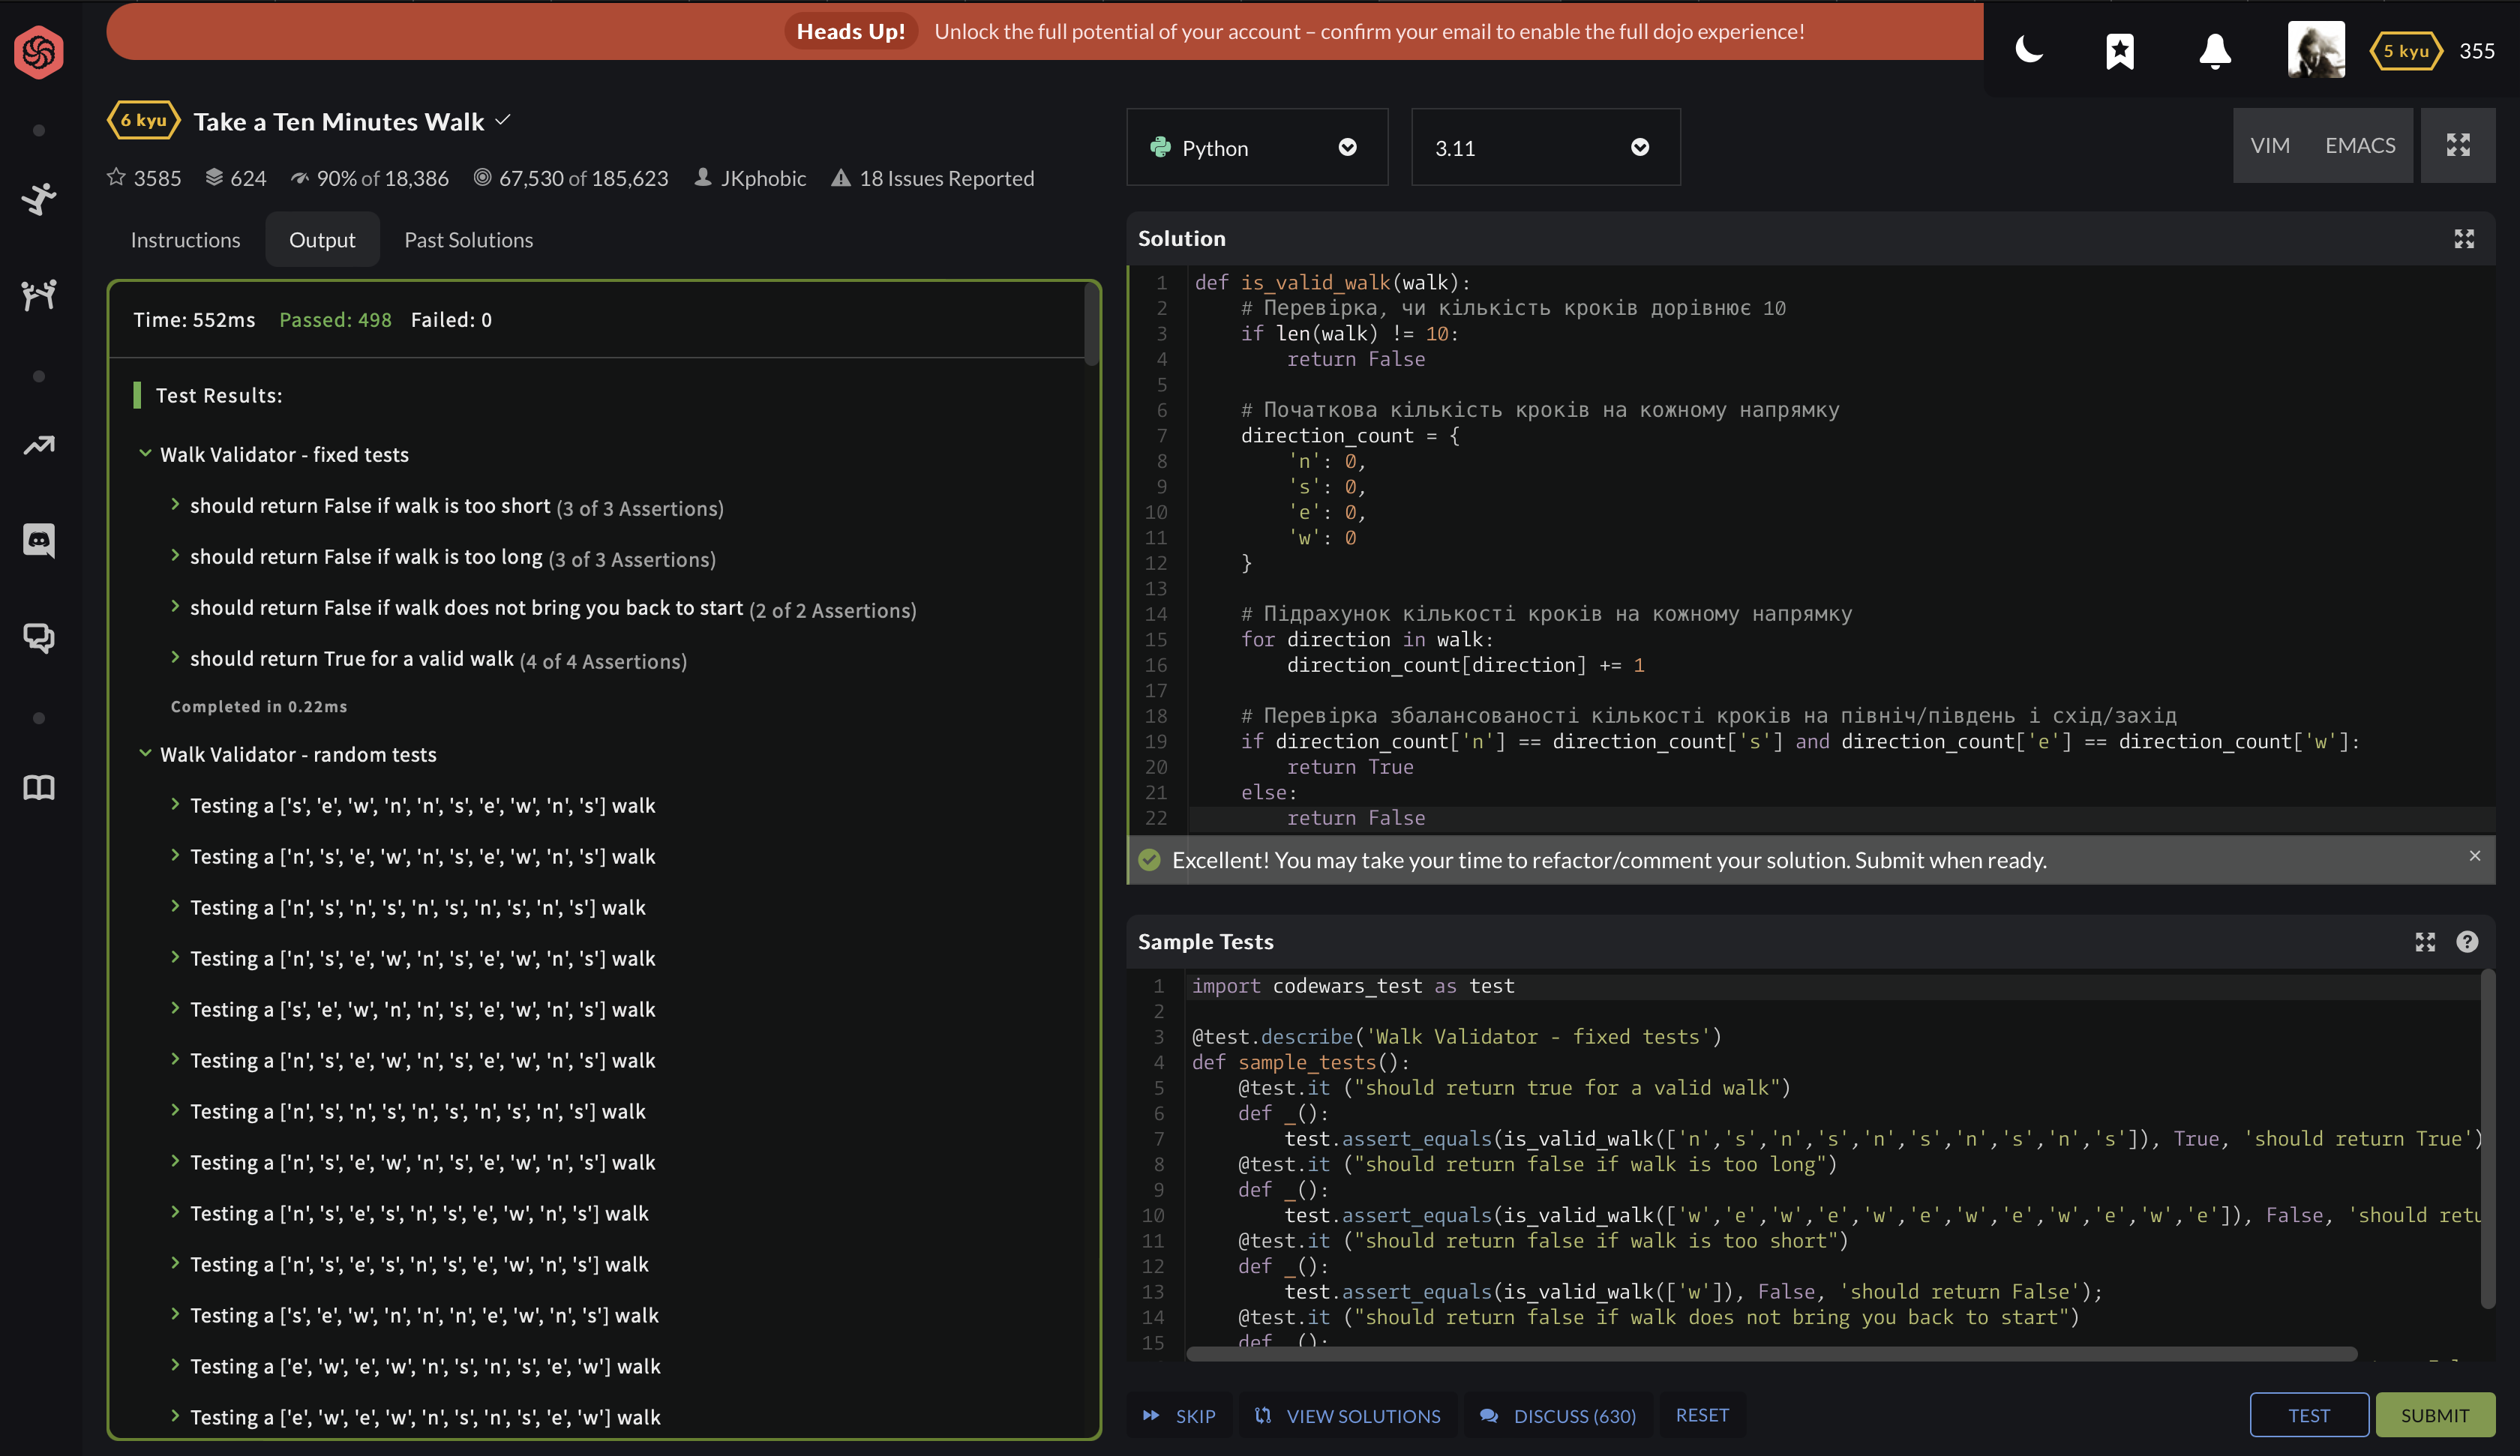 Heads Up! Unlock the full potential of your account – confirm your email to enable the full dojo experience!
5 kyu 355
6 kyu Take a Ten Minutes Walk
3585 624 90% of 18,386 67,530 of 185,623 JKphobic 18 Issues Reported
Instructions Output Past Solutions
Time: 552ms Passed: 498 Failed: 0
Test Results:
Walk Validator - fixed tests
should return False if walk is too short (3 of 3 Assertions)
should return False if walk is too long (3 of 3 Assertions)
should return False if walk does not bring you back to start (2 of 2 Assertions)
should return True for a valid walk (4 of 4 Assertions)
Completed in 0.22ms
Walk Validator - random tests
Testing a ['s', 'e', 'w', 'n', 'n', 's', 'e', 'w', 'n', 's'] walk
Testing a ['n', 's', 'e', 'w', 'n', 's', 'e', 'w', 'n', 's'] walk
Testing a ['n', 's', 'n', 's', 'n', 's', 'n', 's', 'n', 's'] walk
Testing a ['n', 's', 'e', 'w', 'n', 's', 'e', 'w', 'n', 's'] walk
Testing a ['s', 'e', 'w', 'n', 'n', 's', 'e', 'w', 'n', 's'] walk
Testing a ['n', 's', 'e', 'w', 'n', 's', 'e', 'w', 'n', 's'] walk
Testing a ['n', 's', 'n', 's', 'n', 's', 'n', 's', 'n', 's'] walk
Testing a ['n', 's', 'e', 'w', 'n', 's', 'e', 'w', 'n', 's'] walk
Testing a ['n', 's', 'e', 's', 'n', 's', 'e', 'w', 'n', 's'] walk
Testing a ['n', 's', 'e', 's', 'n', 's', 'e', 'w', 'n', 's'] walk
Testing a ['s', 'e', 'w', 'n', 'n', 'n', 'e', 'w', 'n', 's'] walk
Testing a ['e', 'w', 'e', 'w', 'n', 's', 'n', 's', 'e', 'w'] walk
Testing a ['e', 'w', 'e', 'w', 'n', 's', 'n', 's', 'e', 'w'] walk
Python 3.11 VIM EMACS
Solution
1 def is_valid_walk(walk):
2 # Перевірка, чи кількість кроків дорівнює 10
3 if len(walk) != 10:
4 return False
5
6 # Початкова кількість кроків на кожному напрямку
7 direction_count = {
8 'n': 0,
9 's': 0,
10 'e': 0,
11 'w': 0
12 }
13
14 # Підрахунок кількості кроків на кожному напрямку
15 for direction in walk:
16 direction_count[direction] += 1
17
18 # Перевірка збалансованості кількості кроків на північ/південь і схід/захід
19 if direction_count['n'] == direction_count['s'] and direction_count['e'] == direction_count['w']:
20 return True
21 else:
22 return False
Excellent! You may take your time to refactor/comment your solution. Submit when ready.
Sample Tests
1 import codewars_test as test
2
3 @test.describe('Walk Validator - fixed tests')
4 def sample_tests():
5 @test.it ("should return true for a valid walk")
6 def _():
7 test.assert_equals(is_valid_walk(['n','s','n','s','n','s','n','s','n','s']), True, 'should return True')
8 @test.it ("should return false if walk is too long")
9 def _():
10 test.assert_equals(is_valid_walk(['w','e','w','e','w','e','w','e','w','e','w','e']), False, 'should retu
11 @test.it ("should return false if walk is too short")
12 def _():
13 test.assert_equals(is_valid_walk(['w']), False, 'should return False');
14 @test.it ("should return false if walk does not bring you back to start")
15 def _():
SKIP VIEW SOLUTIONS DISCUSS (630) RESET TEST SUBMIT